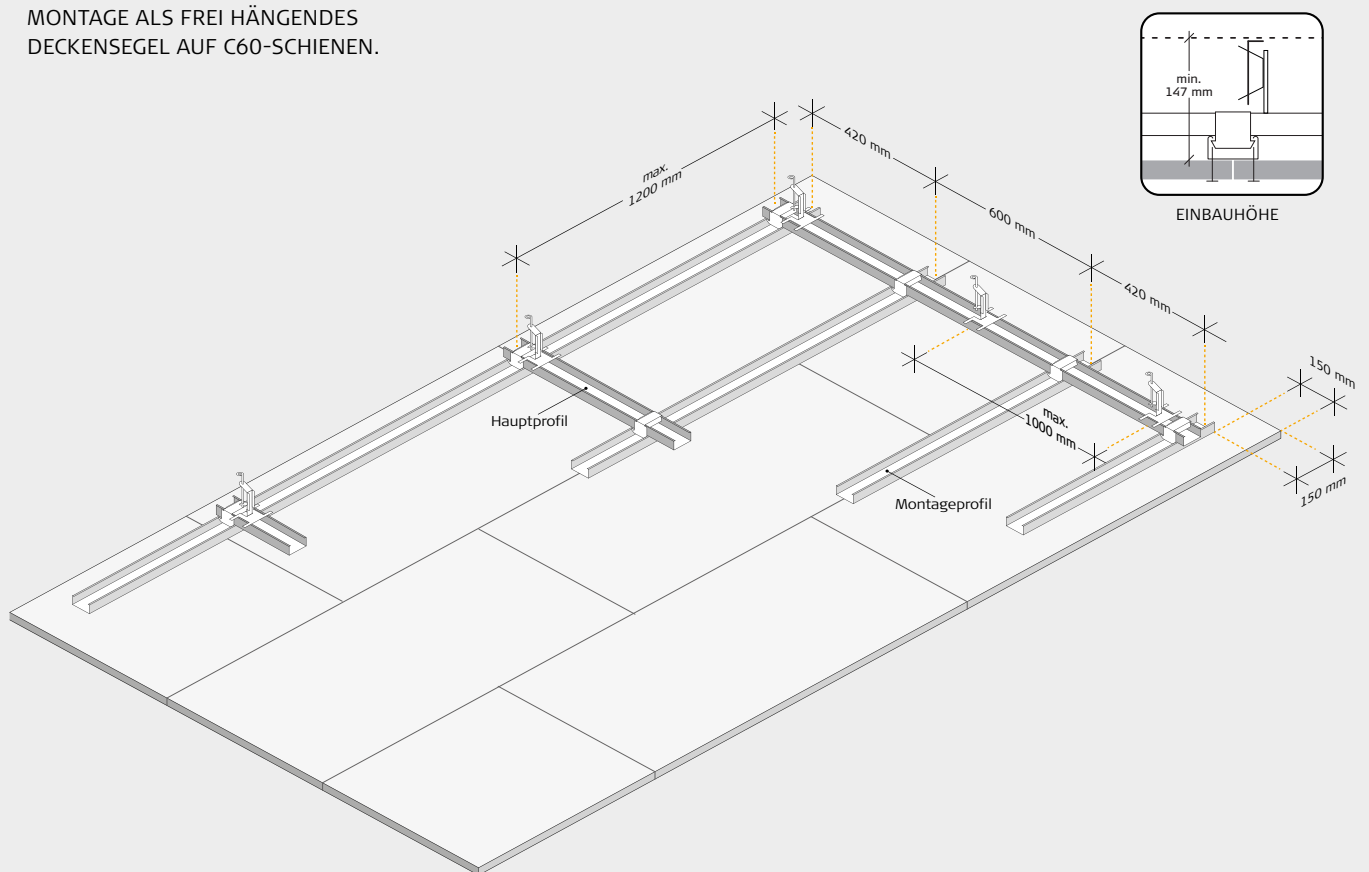 MONTAGE ALS FREI HÄNGENDES
DECKENSEGEL AUF C60-SCHIENEN.
min.
147 mm
EINBAUHÖHE
max.
1200 mm
420 mm
600 mm
420 mm
150 mm
150 mm
max.
1000 mm
Hauptprofil
Montageprofil